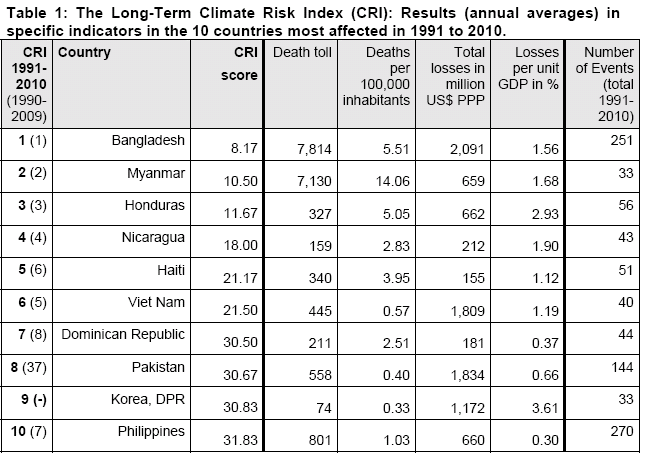 Table 1: The Long-Term Climate Risk Index (CRI): Results (annual averages) in
specific indicators in the 10 countries most affected in 1991 to 2010.
CRI 1991-2010 (1990-2009) Country CRI score Death toll Deaths per 100,000 inhabitants Total losses in million US$ PPP Losses per unit GDP in % Number of Events (total 1991-2010)
1 (1) Bangladesh 8.17 7,814 5.51 2,091 1.56 251
2 (2) Myanmar 10.50 7,130 14.06 659 1.68 33
3 (3) Honduras 11.67 327 5.05 662 2.93 56
4 (4) Nicaragua 18.00 159 2.83 212 1.90 43
5 (6) Haiti 21.17 340 3.95 155 1.12 51
6 (5) Viet Nam 21.50 445 0.57 1,809 1.19 40
7 (8) Dominican Republic 30.50 211 2.51 181 0.37 44
8 (37) Pakistan 30.67 558 0.40 1,834 0.66 144
9 (-) Korea, DPR 30.83 74 0.33 1,172 3.61 33
10 (7) Philippines 31.83 801 1.03 660 0.30 270